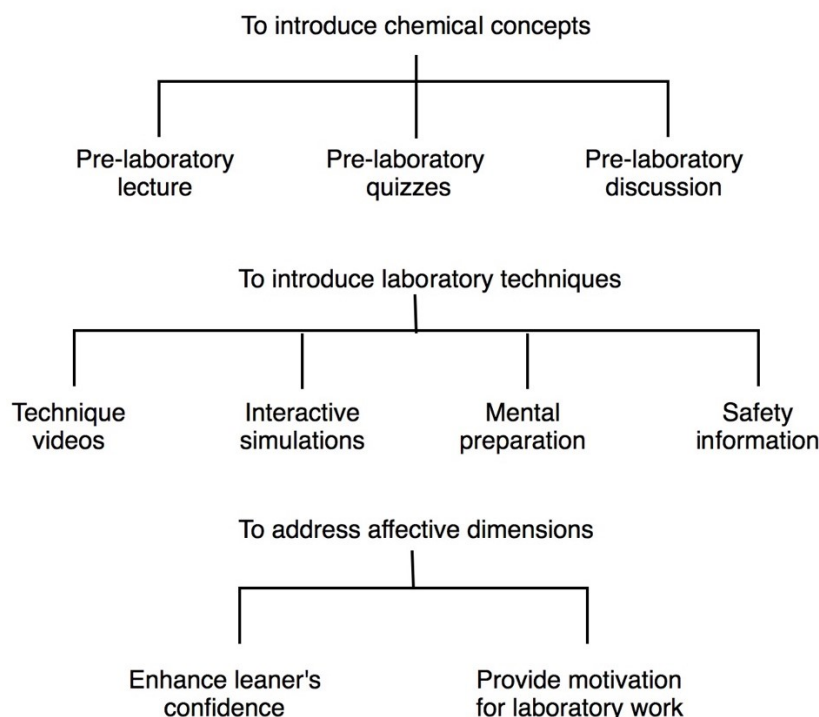 To introduce chemical concepts
Pre-laboratory
lecture
Pre-laboratory
quizzes
Pre-laboratory
discussion
To introduce laboratory techniques
Technique
videos
Interactive
simulations
Mental
preparation
Safety
information
To address affective dimensions
Enhance leaner's
confidence
Provide motivation
for laboratory work